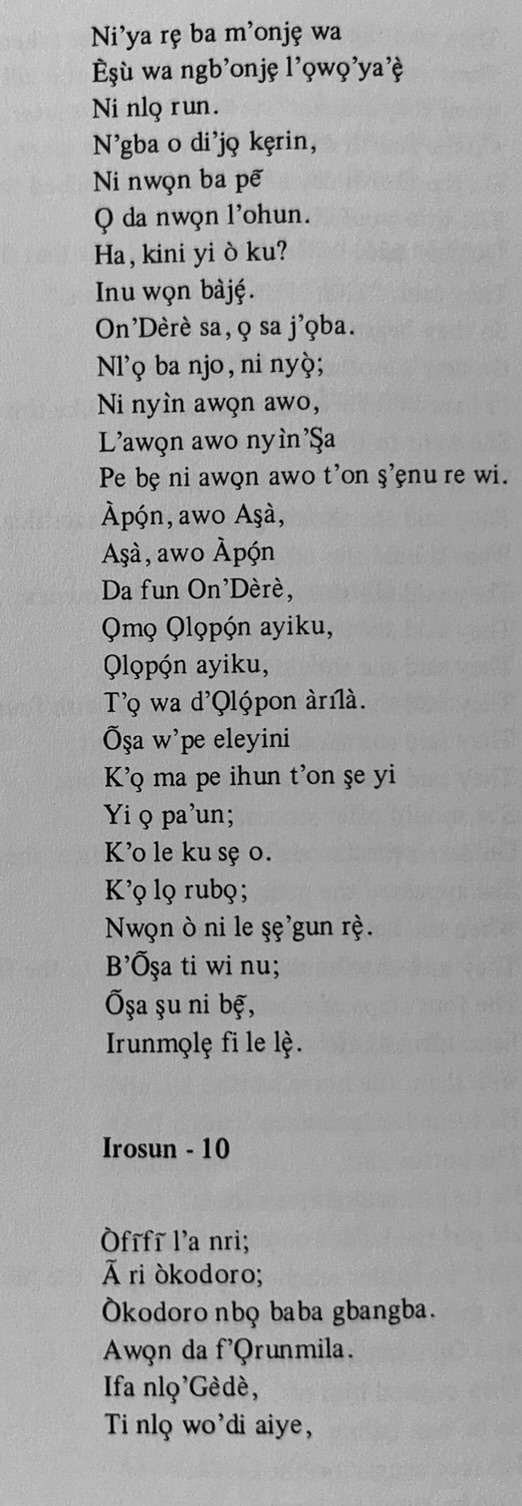 Ni’ya rẹ ba m’onjẹ wa
Èṣù wa ngb’onjẹ l’ọwọ’ya’ẹ̀
Ni nlọ run.
N’gba o di’jọ kẹrin,
Ni nwọn ba pẽ
Ọ da nwọn l’ohun.
Ha, kini yi ò ku?
Inu wọn bàjẹ́.
On’Dèrè sa, ọ sa j’ọba.
Nl’ọ ba njo, ni nyọ̀;
Ni nyìn awọn awo,
L’awọn awo nyìn’Ṣa
Pe bẹ ni awọn awo t’on ṣ’ẹnu re wi.
Àpọ́n, awo Aṣà,
Aṣà, awo Àpọ́n
Da fun On’Dèrè,
Ọmọ Ọlọpọ́n ayiku,
Ọlọpọ́n ayiku,
T’ọ wa d’Ọlọ́pon àrílà.
Õṣa w’pe eleyini
K’ọ ma pe ihun t’on ṣe yi
Yi ọ pa’un;
K’o le ku sẹ o.
K’ọ lọ rubọ;
Nwọn ò ni le ṣẹ’gun rẹ̀.
B’Õṣa ti wi nu;
Õṣa ṣu ni bẹ̃,
Irunmọlẹ fi le lẹ̀.
Irosun - 10
Òfĩfĩ l’a nri;
Ã ri òkodoro;
Òkodoro nbọ baba gbangba.
Awọn da f’Ọrunmila.
Ifa nlọ’Gèdè,
Ti nlọ wo’di aiye,